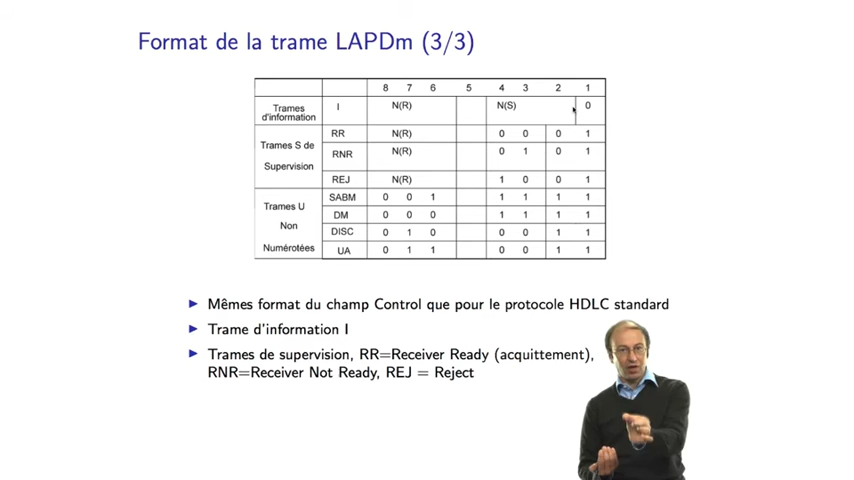 Format de la trame LAPDm (3/3)
8 7 6 5 4 3 2 1
Trames d'information I N(R) N(S) 0
Trames S de Supervision
RR N(R) 0 0 0 1
RNR N(R) 0 1 0 1
REJ N(R) 1 0 0 1
Trames U Non Numérotées
SABM 0 0 1 1 1 1 1
DM 0 0 0 1 1 1 1
DISC 0 1 0 0 0 1 1
UA 0 1 1 0 0 1 1
Mêmes format du champ Control que pour le protocole HDLC standard
Trame d'information I
Trames de supervision, RR=Receiver Ready (acquittement),
RNR=Receiver Not Ready, REJ = Reject